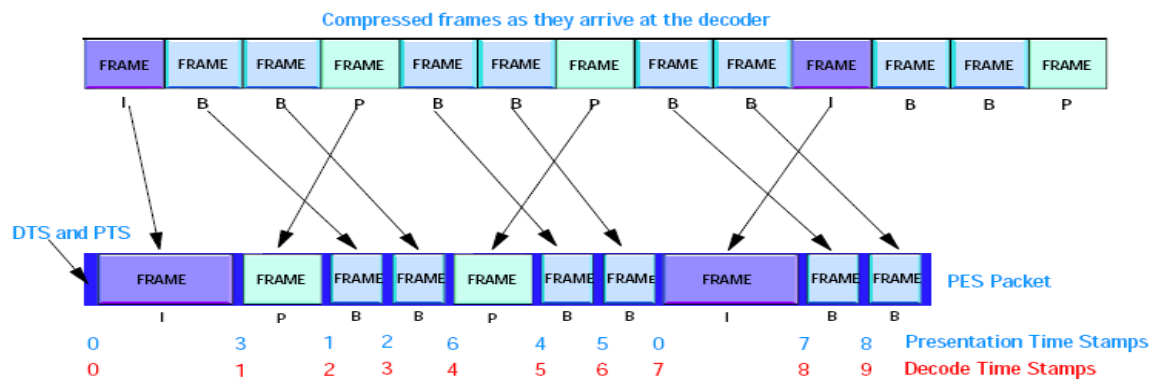 Compressed frames as they arrive at the decoder
FRAME FRAME FRAME FRAME FRAME FRAME FRAME FRAME FRAME FRAME FRAME FRAME FRAME
I B B P B B P B B I B B P
DTS and PTS
FRAME FRAME FRAME FRAME FRAME FRAME FRAME FRAME FRAME FRAME
PES Packet
I P B B P B B I B B
0 3 1 2 6 4 5 0 7 8 Presentation Time Stamps
0 1 2 3 4 5 6 7 8 9 Decode Time Stamps